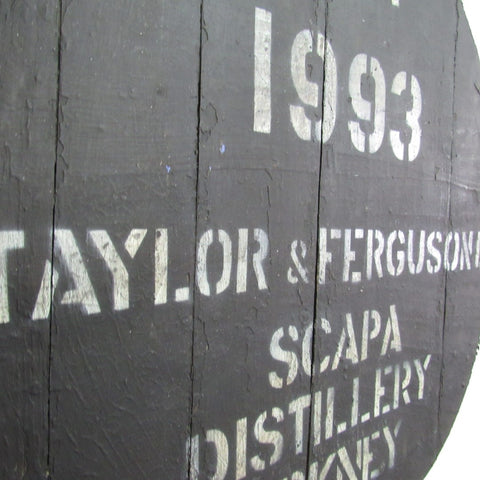 1993
TAYLOR & FERGUSON
SCAPA
DISTILLERY